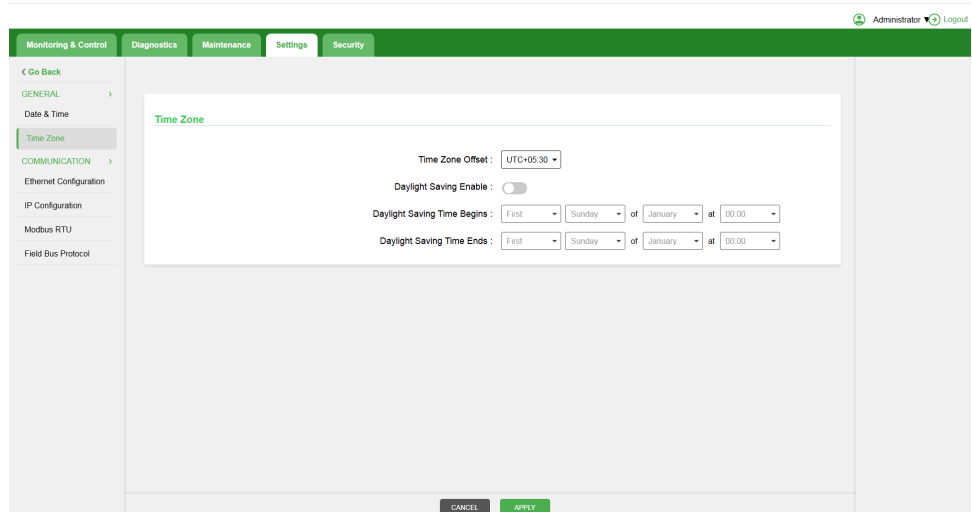 Administrator Logout
Monitoring & Control Diagnostics Maintenance Settings Security
Go Back
GENERAL
Date & Time
Time Zone
COMMUNICATION
Ethernet Configuration
IP Configuration
Modbus RTU
Field Bus Protocol
Time Zone
Time Zone Offset : UTC+05:30
Daylight Saving Enable :
Daylight Saving Time Begins : First Sunday of January at 00:00
Daylight Saving Time Ends : First Sunday of January at 00:00
CANCEL APPLY